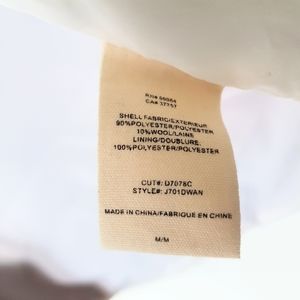 RN# 99084
CA# 37757
SHELL FABRIC/EXTERIEUR
90%POLYESTER/POLYESTER
10%WOOL/LAINE
LINING/DOUBLURE:
100%POLYESTER/POLYESTER
CUT#: D7078C
STYLE#: J701DWAN
MADE IN CHINA/FABRIQUE EN CHINE
M/M